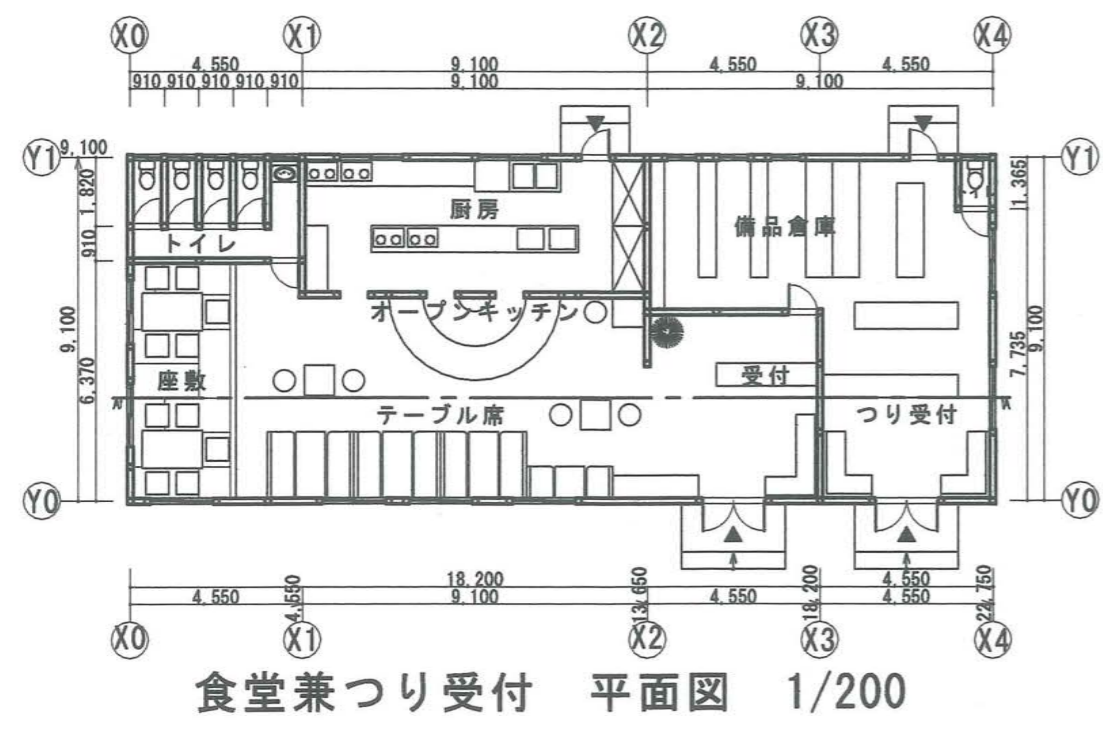 X0 X1 X2 X3 X4
4,550 9,100 4,550 4,550
910 910 910 910 910 9,100 9,100
Y1 9,100 Y1
1,820 1,365
厨房
備品倉庫
トイレ
910
オープンキッチン
9,100 7,735 9,100
6,370
座敷
受付
A' テーブル席 つり受付 A
Y0 Y0
18,200 4,550
4,550 4,550 9,100 13,650 4,550 18,200 4,550 22,750
X0 X1 X2 X3 X4
食堂兼つり受付 平面図 1/200